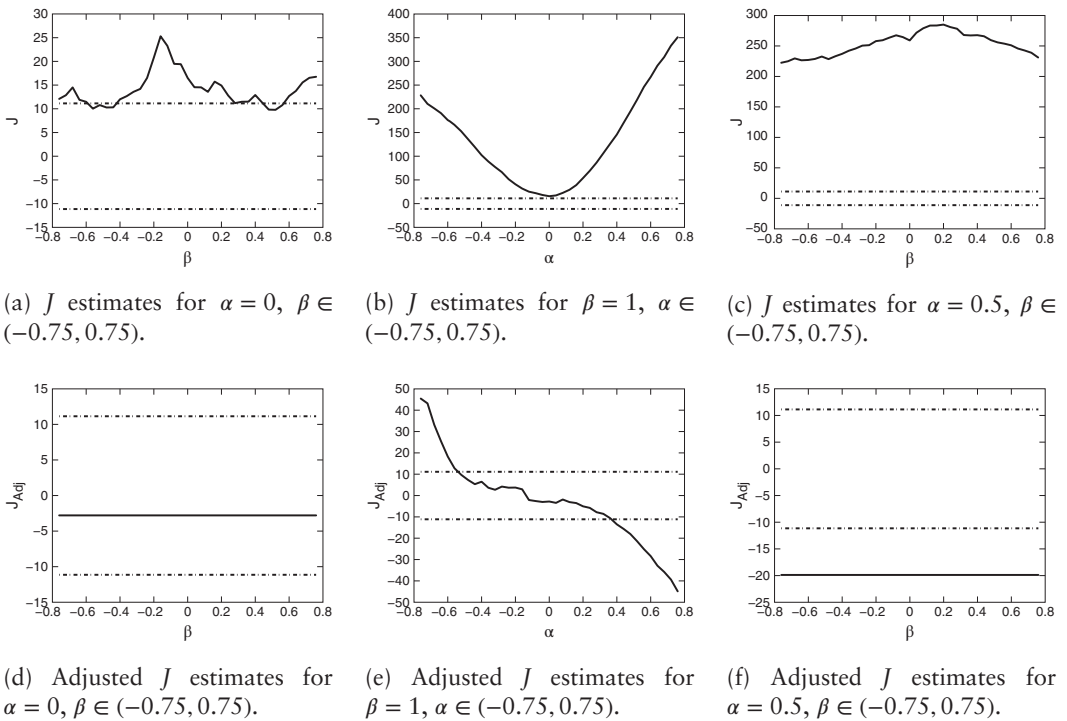 30
25
20
15
10
5
0
−5
−10
−15
J
−0.8 −0.6 −0.4 −0.2 0 0.2 0.4 0.6 0.8
β
(a) J estimates for α = 0, β ∈
(−0.75, 0.75).
400
350
300
250
200
150
100
50
0
−50
J
−0.8 −0.6 −0.4 −0.2 0 0.2 0.4 0.6 0.8
α
(b) J estimates for β = 1, α ∈
(−0.75, 0.75).
300
250
200
150
300
50
0
−50
J
−0.8 −0.6 −0.4 −0.2 0 0.2 0.4 0.6 0.8
β
(c) J estimates for α = 0.5, β ∈
(−0.75, 0.75).
15
10
5
0
−5
−10
−15
J_Adj
−0.8 −0.6 −0.4 −0.2 0 0.2 0.4 0.6 0.8
β
(d) Adjusted J estimates for
α = 0, β ∈ (−0.75, 0.75).
50
40
30
20
10
0
−10
−20
−30
−40
−50
J_Adj
−0.8 −0.6 −0.4 −0.2 0 0.2 0.4 0.6 0.8
α
(e) Adjusted J estimates for
β = 1, α ∈ (−0.75, 0.75).
15
10
5
0
−5
−10
−15
−20
−25
J_Adj
−0.8 −0.6 −0.4 −0.2 0 0.2 0.4 0.6 0.8
β
(f) Adjusted J estimates for
α = 0.5, β ∈ (−0.75, 0.75).